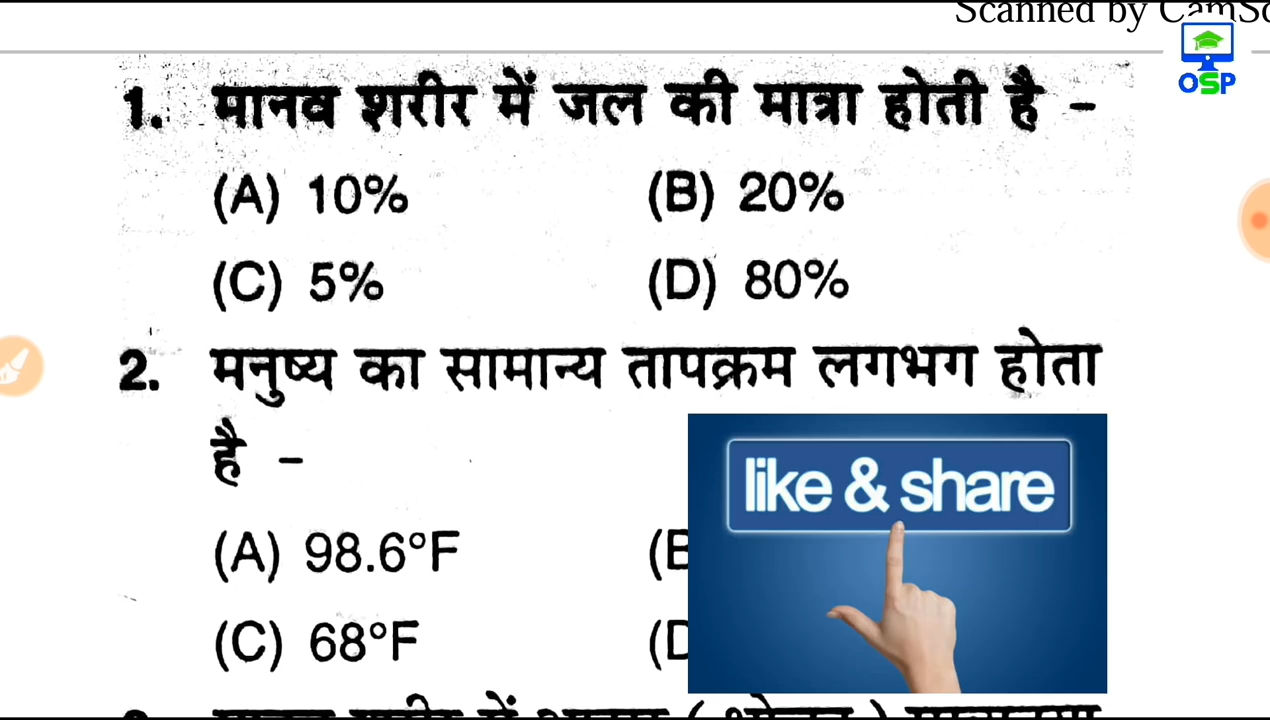 Scanned by CamSc
OSP
1. मानव शरीर में जल की मात्रा होती है –
(A) 10% (B) 20%
(C) 5% (D) 80%
2. मनुष्य का सामान्य तापक्रम लगभग होता
है –
like & share
(A) 98.6°F (B
(C) 68°F (D